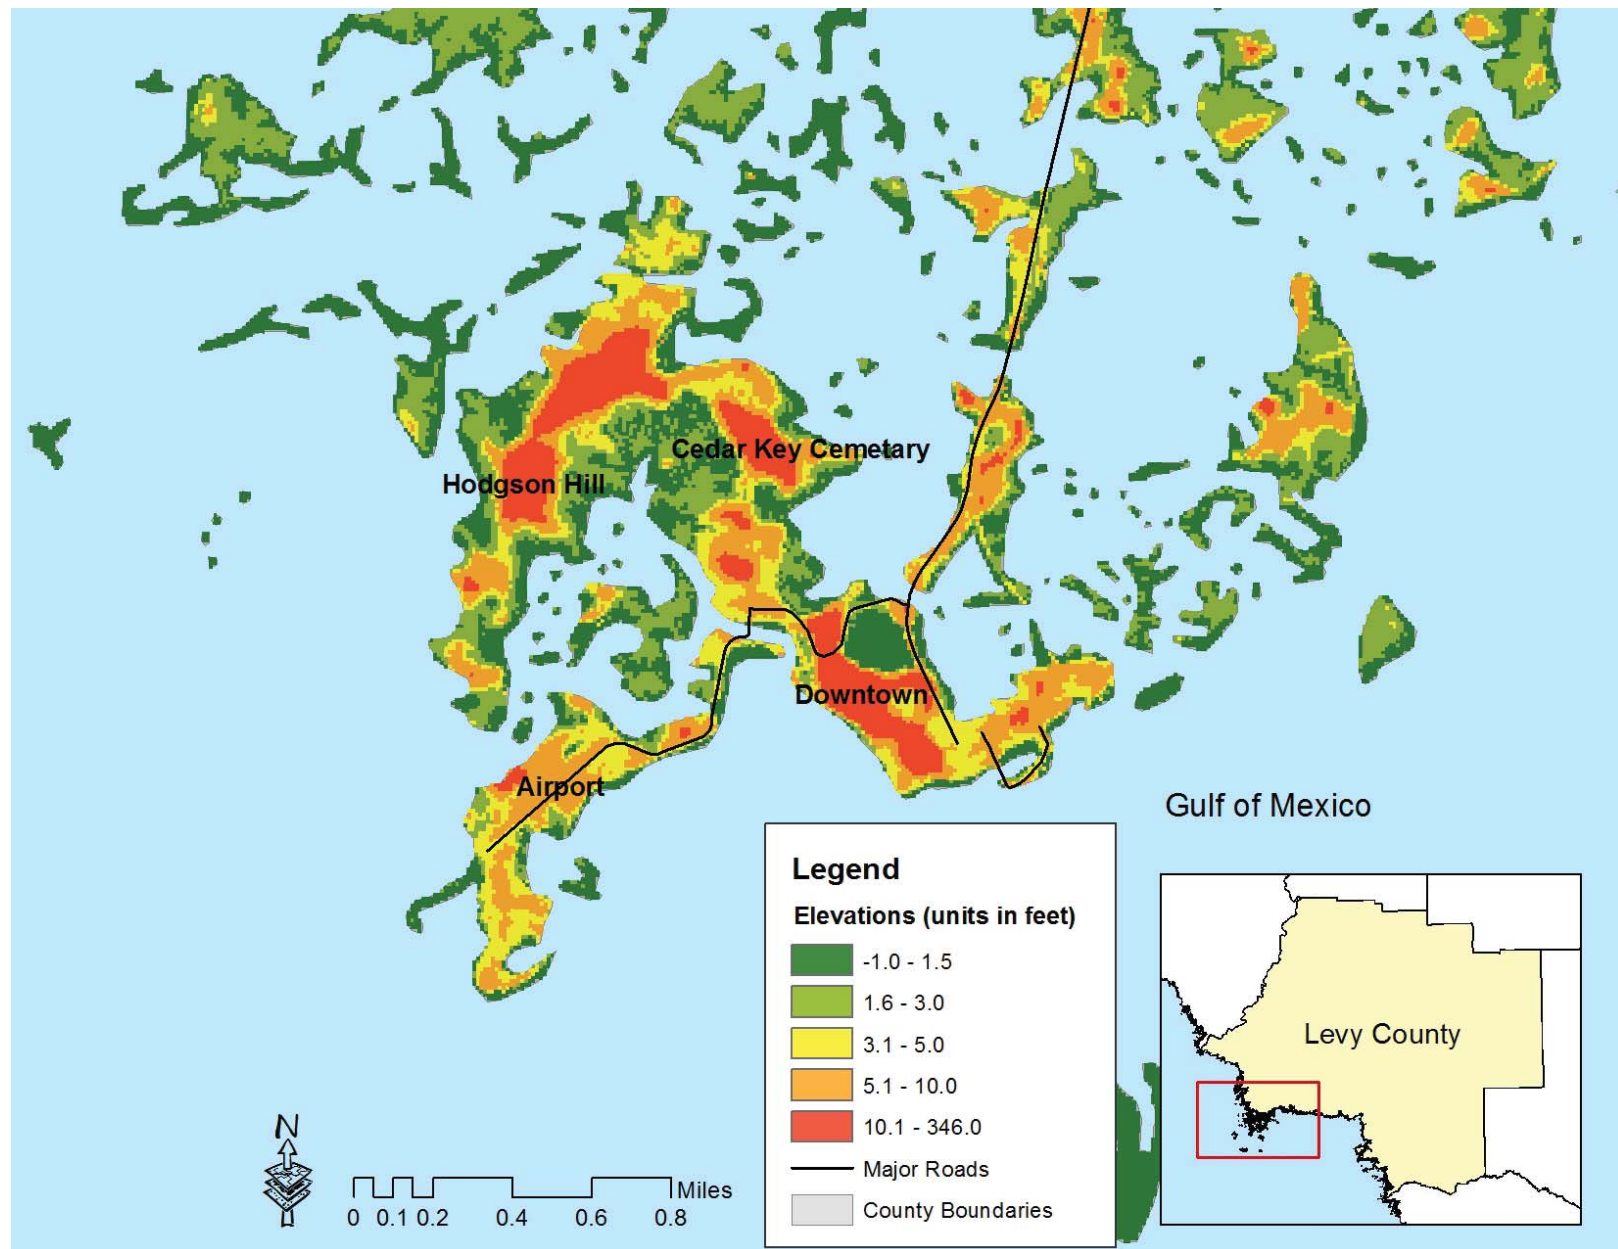 Cedar Key Cemetary
Hodgson Hill
Downtown
Airport
Gulf of Mexico
Legend
Elevations (units in feet)
-1.0 - 1.5
1.6 - 3.0
3.1 - 5.0
5.1 - 10.0
10.1 - 346.0
Major Roads
County Boundaries
Levy County
N
Miles
0 0.1 0.2 0.4 0.6 0.8